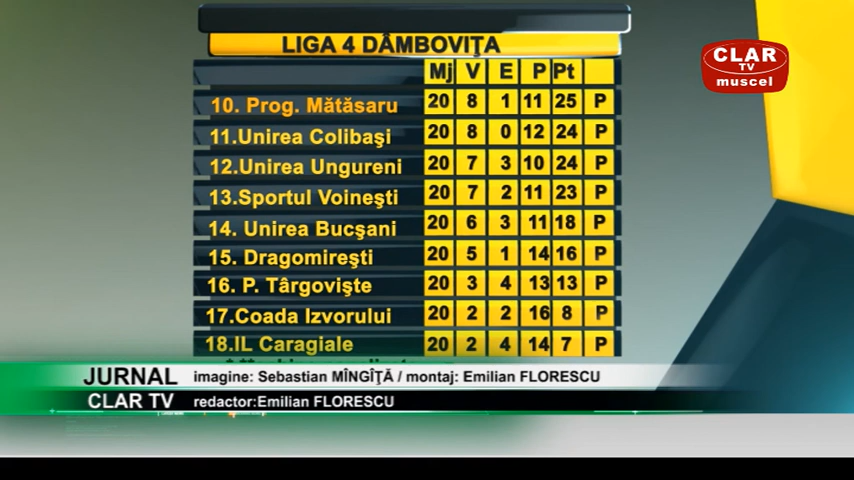 LIGA 4 DÂMBOVIŢA
CLAR
TV
muscel
Mj V E P Pt
10. Prog. Mătăsaru 20 8 1 11 25 P
11.Unirea Colibaşi 20 8 0 12 24 P
12.Unirea Ungureni 20 7 3 10 24 P
13.Sportul Voineşti 20 7 2 11 23 P
14. Unirea Bucşani 20 6 3 11 18 P
15. Dragomireşti 20 5 1 14 16 P
16. P. Târgovişte 20 3 4 13 13 P
17.Coada Izvorului 20 2 2 16 8 P
18.IL Caragiale 20 2 4 14 7 P
JURNAL imagine: Sebastian MÎNGÎŢĂ / montaj: Emilian FLORESCU
CLAR TV redactor:Emilian FLORESCU